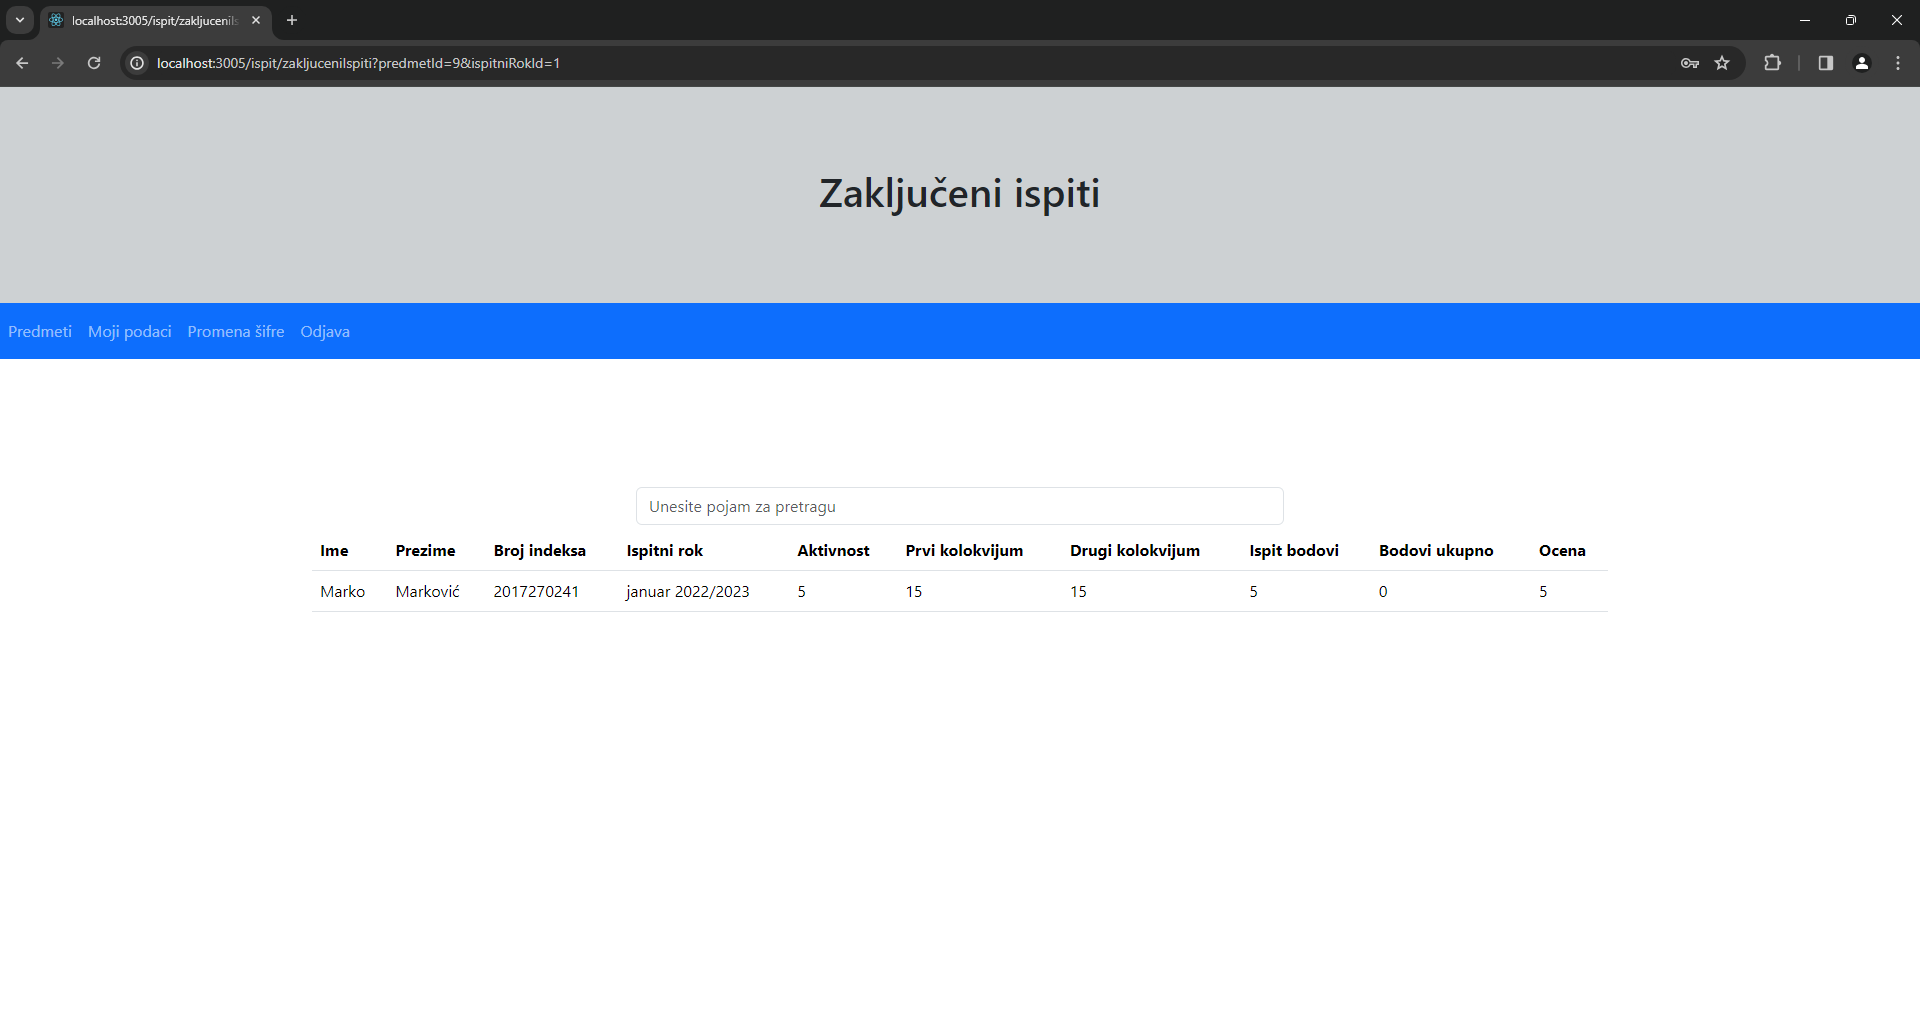 localhost:3005/ispit/zakljuceniIs
localhost:3005/ispit/zakljuceniIspiti?predmetId=9&ispitniRokId=1
Zaključeni ispiti
Predmeti Moji podaci Promena šifre Odjava
Unesite pojam za pretragu
Ime Prezime Broj indeksa Ispitni rok Aktivnost Prvi kolokvijum Drugi kolokvijum Ispit bodovi Bodovi ukupno Ocena
Marko Marković 2017270241 januar 2022/2023 5 15 15 5 0 5